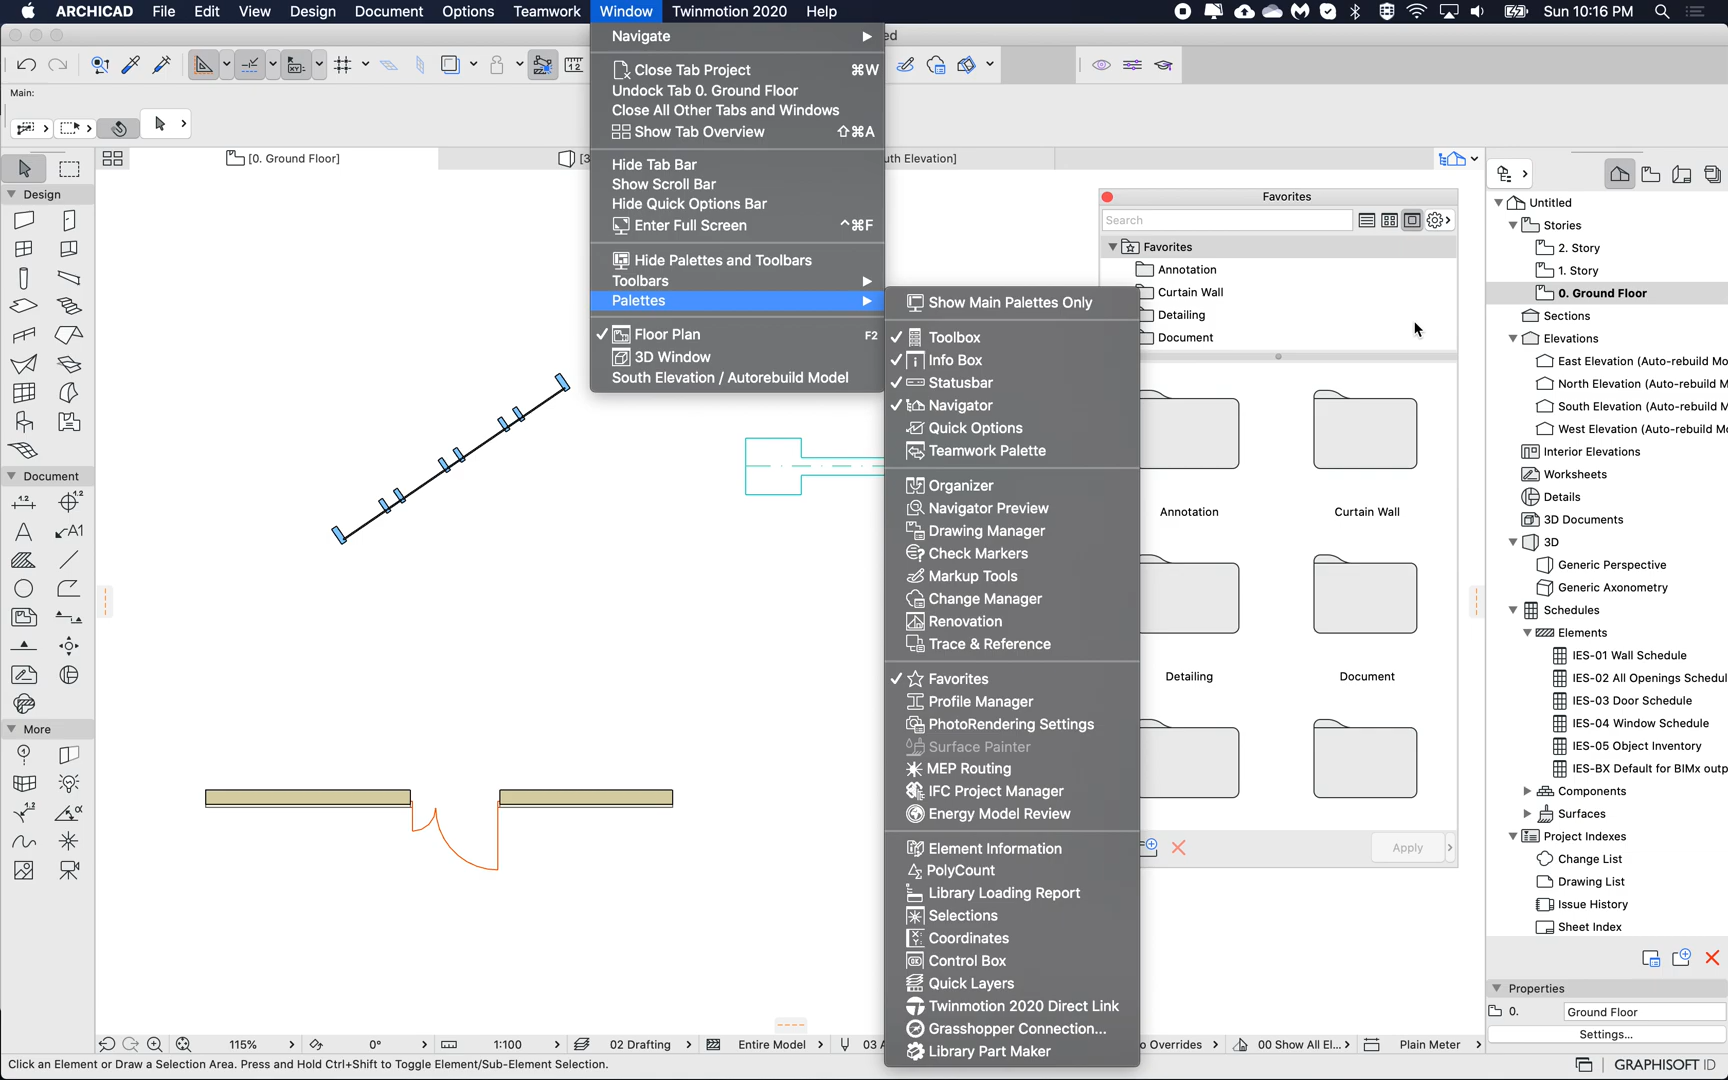 ARCHICAD File Edit View Design Document Options Teamwork Window Twinmotion 2020 Help Sun 10:16 PM
ed
Main:
[0. Ground Floor]
[3
uth Elevation]
Navigate
Close Tab Project ⌘W
Undock Tab 0. Ground Floor
Close All Other Tabs and Windows
Show Tab Overview ⇧⌘A
Hide Tab Bar
Show Scroll Bar
Hide Quick Options Bar
Enter Full Screen ^⌘F
Hide Palettes and Toolbars
Toolbars
Palettes
Floor Plan F2
3D Window
South Elevation / Autorebuild Model
Show Main Palettes Only
Toolbox
Info Box
Statusbar
Navigator
Quick Options
Teamwork Palette
Organizer
Navigator Preview
Drawing Manager
Check Markers
Markup Tools
Change Manager
Renovation
Trace & Reference
Favorites
Profile Manager
PhotoRendering Settings
Surface Painter
MEP Routing
IFC Project Manager
Energy Model Review
Element Information
PolyCount
Library Loading Report
Selections
Coordinates
Control Box
Quick Layers
Twinmotion 2020 Direct Link
Grasshopper Connection...
Library Part Maker
Design
Document
More
Favorites
Search
Favorites
Annotation
Curtain Wall
Detailing
Document
Annotation Curtain Wall
Detailing Document
Apply
Untitled
Stories
2. Story
1. Story
0. Ground Floor
Sections
Elevations
East Elevation (Auto-rebuild M
North Elevation (Auto-rebuild M
South Elevation (Auto-rebuild M
West Elevation (Auto-rebuild Mo
Interior Elevations
Worksheets
Details
3D Documents
3D
Generic Perspective
Generic Axonometry
Schedules
Elements
IES-01 Wall Schedule
IES-02 All Openings Schedul
IES-03 Door Schedule
IES-04 Window Schedule
IES-05 Object Inventory
IES-BX Default for BIMx outp
Components
Surfaces
Project Indexes
Change List
Drawing List
Issue History
Sheet Index
Properties
0. Ground Floor
Settings...
115% 0° 1:100 02 Drafting Entire Model 03 A o Overrides 00 Show All El... Plain Meter
Click an Element or Draw a Selection Area. Press and Hold Ctrl+Shift to Toggle Element/Sub-Element Selection.
GRAPHISOFT ID